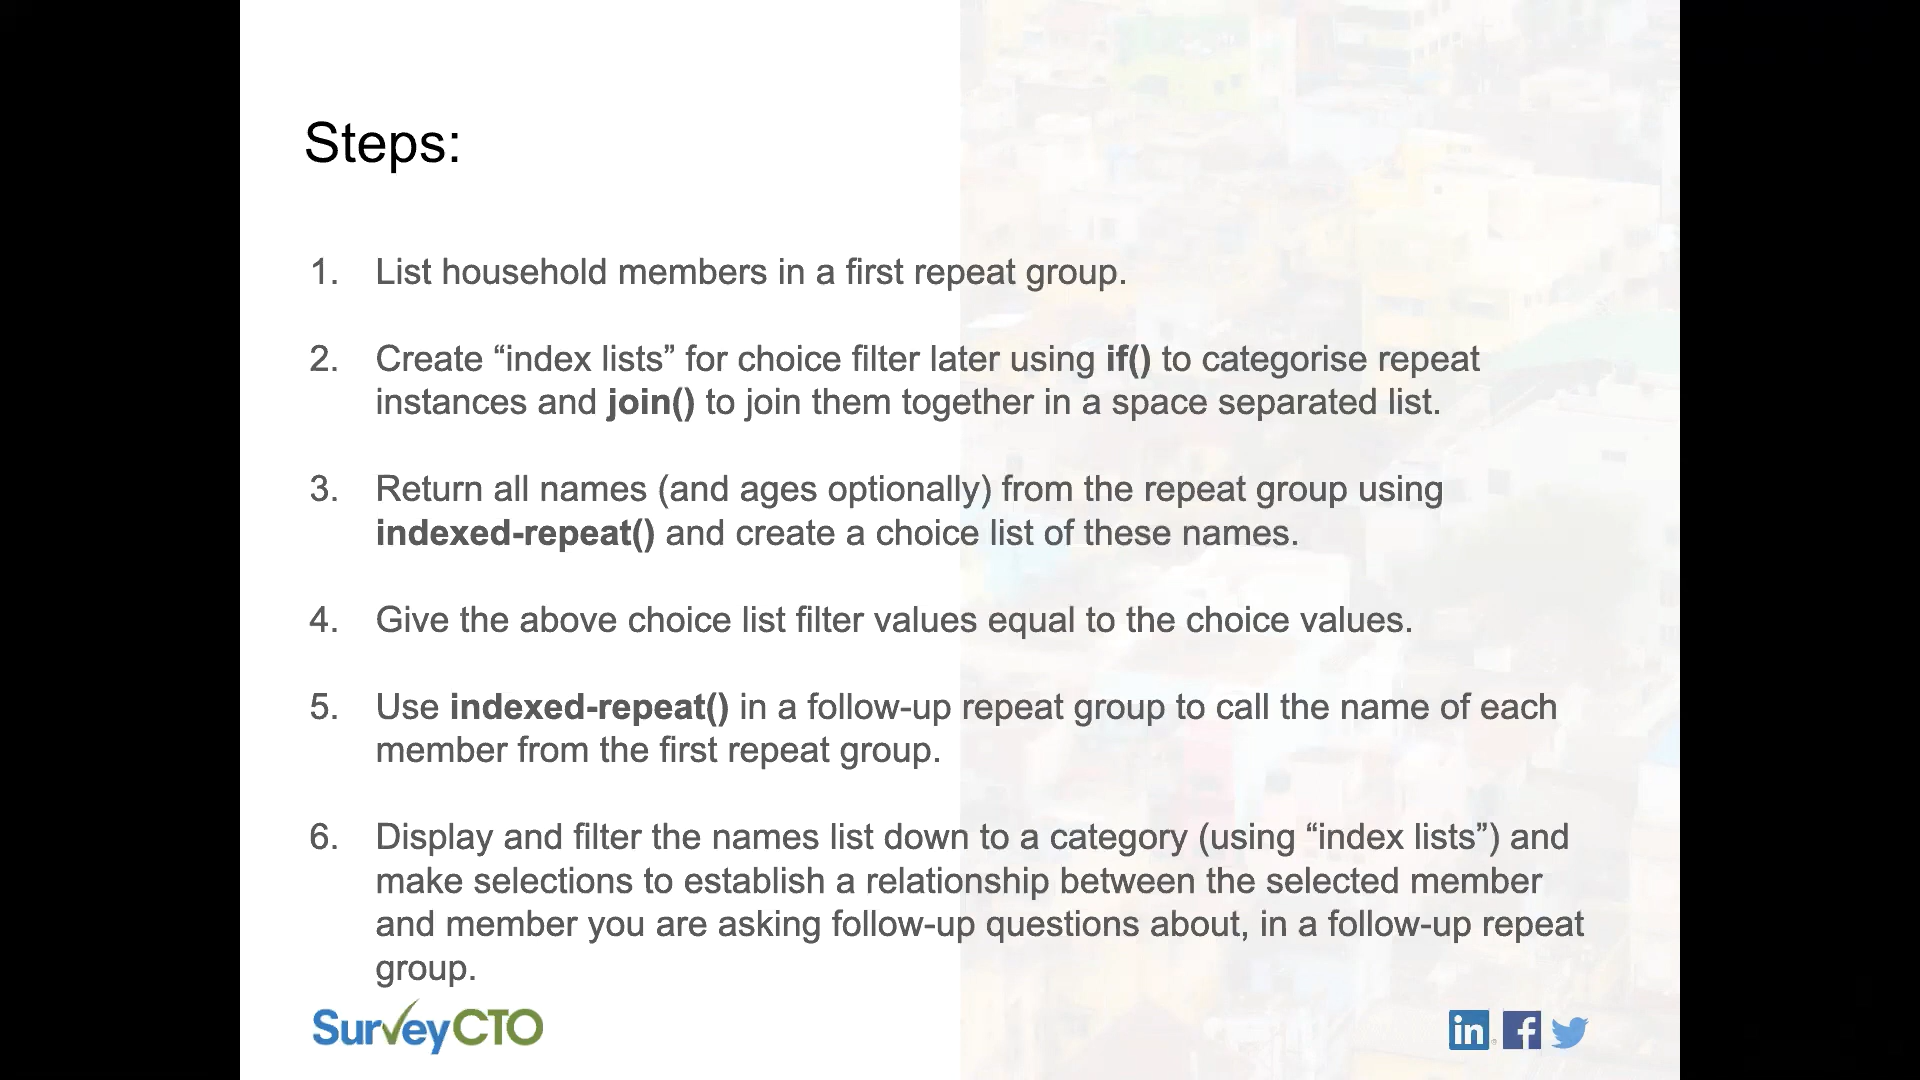 Steps:
1. List household members in a first repeat group.
2. Create “index lists” for choice filter later using if() to categorise repeat
instances and join() to join them together in a space separated list.
3. Return all names (and ages optionally) from the repeat group using
indexed-repeat() and create a choice list of these names.
4. Give the above choice list filter values equal to the choice values.
5. Use indexed-repeat() in a follow-up repeat group to call the name of each
member from the first repeat group.
6. Display and filter the names list down to a category (using “index lists”) and
make selections to establish a relationship between the selected member
and member you are asking follow-up questions about, in a follow-up repeat
group.
SurveyCTO
in f